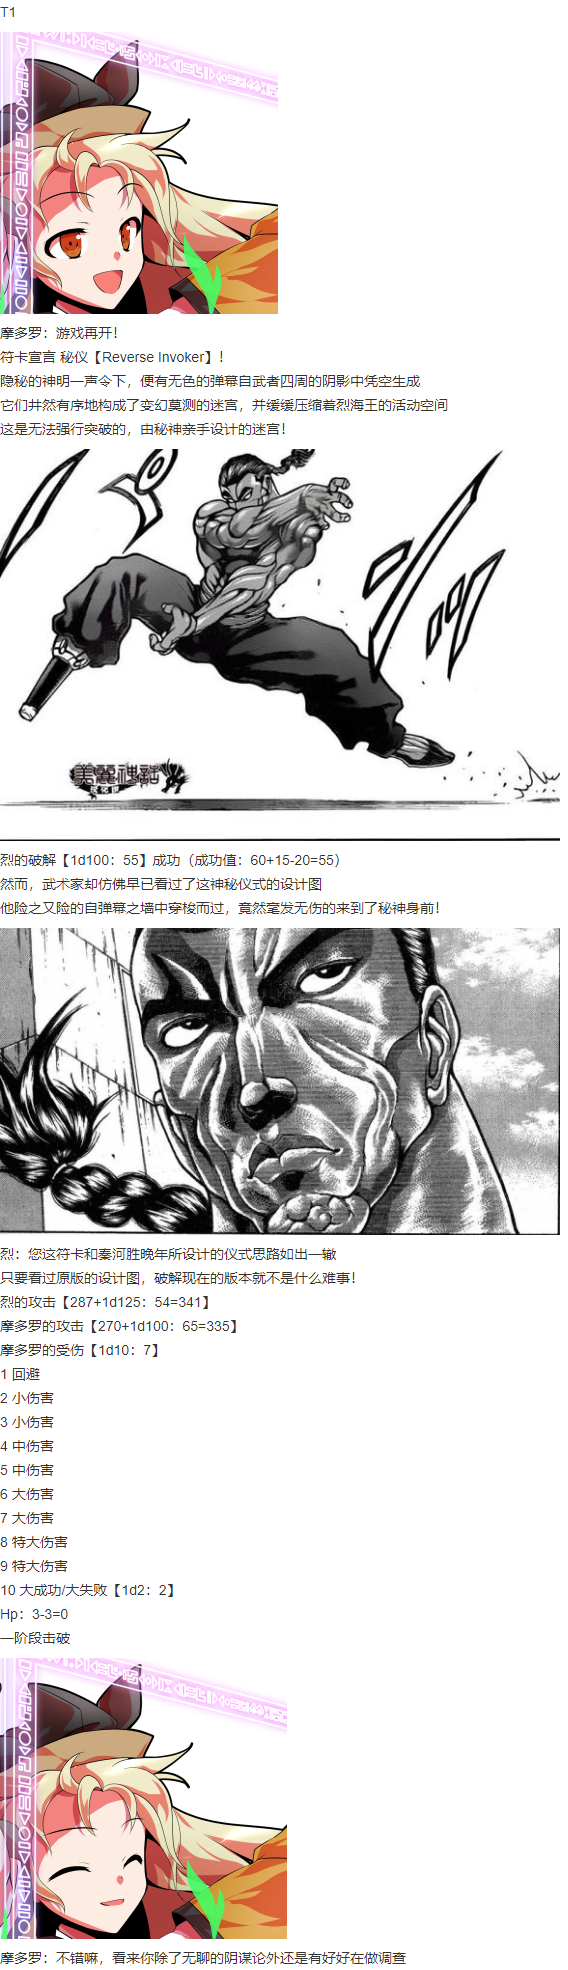 T1
摩多罗：游戏再开！
符卡宣言 秘仪【Reverse Invoker】！
隐秘的神明一声令下，便有无色的弹幕自武者四周的阴影中凭空生成
它们井然有序地构成了变幻莫测的迷宫，并缓缓压缩着烈海王的活动空间
这是无法强行突破的，由秘神亲手设计的迷宫！
美麗神話
汉化组
烈的破解【1d100：55】成功（成功值：60+15-20=55）
然而，武术家却仿佛早已看过了这神秘仪式的设计图
他险之又险的自弹幕之墙中穿梭而过，竟然毫发无伤的来到了秘神身前！
烈：您这符卡和秦河胜晚年所设计的仪式思路如出一辙
只要看过原版的设计图，破解现在的版本就不是什么难事！
烈的攻击【287+1d125：54=341】
摩多罗的攻击【270+1d100：65=335】
摩多罗的受伤【1d10：7】
1 回避
2 小伤害
3 小伤害
4 中伤害
5 中伤害
6 大伤害
7 大伤害
8 特大伤害
9 特大伤害
10 大成功/大失败【1d2：2】
Hp：3-3=0
一阶段击破
摩多罗：不错嘛，看来你除了无聊的阴谋论外还是有好好在做调查